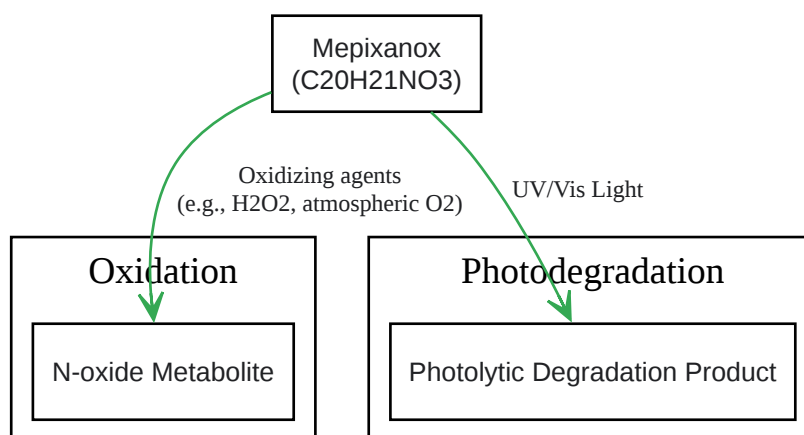 Mepixanox
(C20H21NO3)
Oxidizing agents
(e.g., H2O2, atmospheric O2)
UV/Vis Light
Oxidation
Photodegradation
N-oxide Metabolite
Photolytic Degradation Product